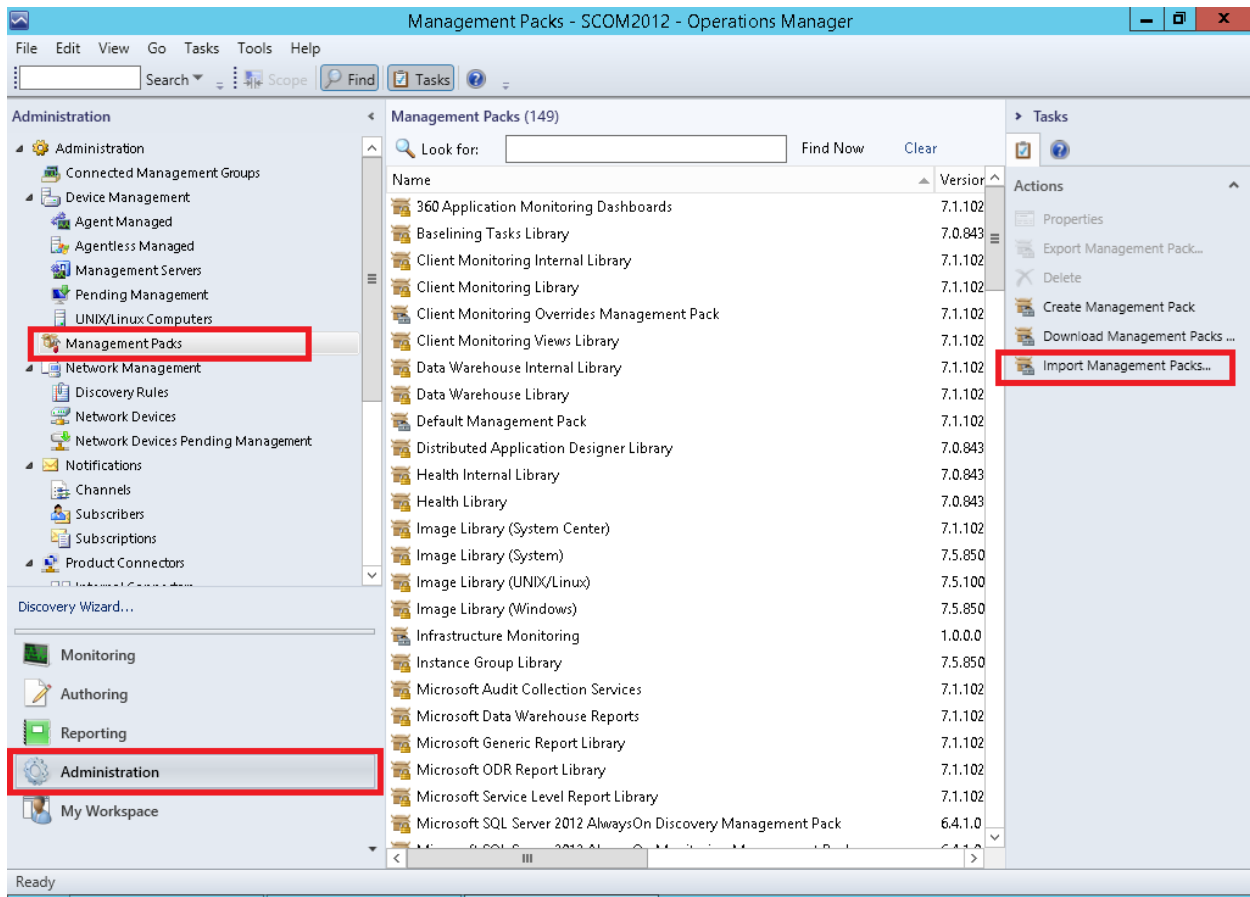 Management Packs - SCOM2012 - Operations Manager
File Edit View Go Tasks Tools Help
Search Scope Find Tasks
Administration
Administration
Connected Management Groups
Device Management
Agent Managed
Agentless Managed
Management Servers
Pending Management
UNIX/Linux Computers
Management Packs
Network Management
Discovery Rules
Network Devices
Network Devices Pending Management
Notifications
Channels
Subscribers
Subscriptions
Product Connectors
Discovery Wizard...
Monitoring
Authoring
Reporting
Administration
My Workspace
Management Packs (149)
Look for: Find Now Clear
Name Version
360 Application Monitoring Dashboards 7.1.102
Baselining Tasks Library 7.0.843
Client Monitoring Internal Library 7.1.102
Client Monitoring Library 7.1.102
Client Monitoring Overrides Management Pack 7.1.102
Client Monitoring Views Library 7.1.102
Data Warehouse Internal Library 7.1.102
Data Warehouse Library 7.1.102
Default Management Pack 7.1.102
Distributed Application Designer Library 7.0.843
Health Internal Library 7.0.843
Health Library 7.0.843
Image Library (System Center) 7.1.102
Image Library (System) 7.5.850
Image Library (UNIX/Linux) 7.5.100
Image Library (Windows) 7.5.850
Infrastructure Monitoring 1.0.0.0
Instance Group Library 7.5.850
Microsoft Audit Collection Services 7.1.102
Microsoft Data Warehouse Reports 7.1.102
Microsoft Generic Report Library 7.1.102
Microsoft ODR Report Library 7.1.102
Microsoft Service Level Report Library 7.1.102
Microsoft SQL Server 2012 AlwaysOn Discovery Management Pack 6.4.1.0
Tasks
Actions
Properties
Export Management Pack...
Delete
Create Management Pack
Download Management Packs ...
Import Management Packs...
Ready